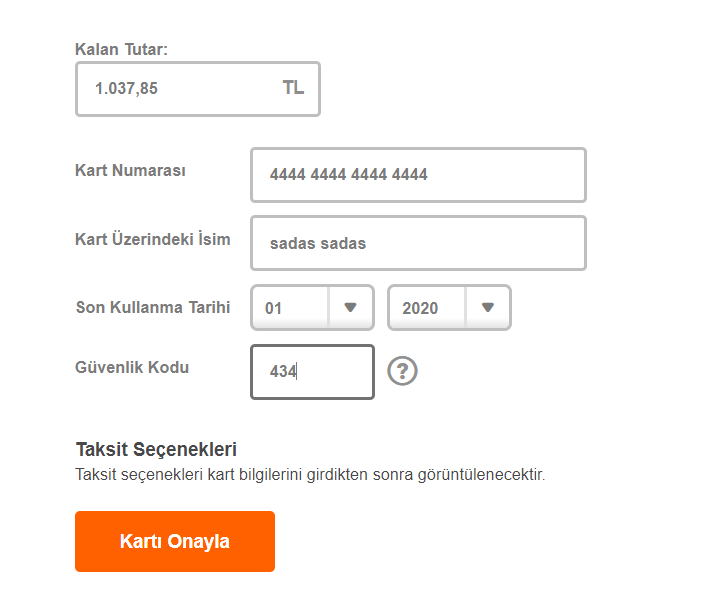 Kalan Tutar:
1.037,85 TL
Kart Numarası 4444 4444 4444 4444
Kart Üzerindeki İsim sadas sadas
Son Kullanma Tarihi 01 2020
Güvenlik Kodu 434 ?
Taksit Seçenekleri
Taksit seçenekleri kart bilgilerini girdikten sonra görüntülenecektir.
Kartı Onayla